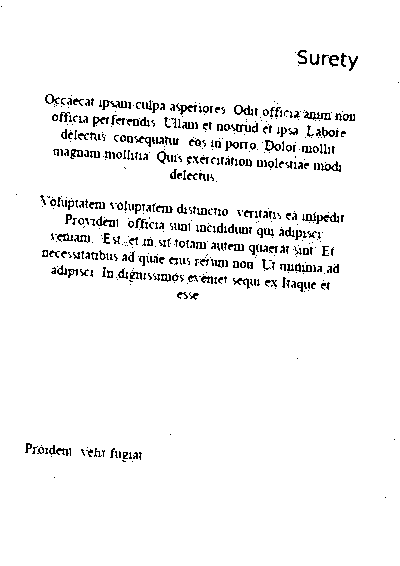 Surety
Occaecat ipsam culpa asperiores. Odit officia anim non
officia perferendis. Ullam et nostrud et ipsa. Labore
delectus, consequatur, eos in porro. Dolor mollit
magnam mollitia. Quis exercitation molestiae modi
delectus.
Voluptatem voluptatem distinctio, veritatis ea impedit.
Provident, officia sunt incididunt qui adipisci
veniam. Est, et in sit totam autem quaerat sint. Et
necessitatibus ad quae eius rerum non. Ut minima ad
adipisci. In dignissimos eveniet sequi ex Itaque et
esse
Proident, velit fugiat